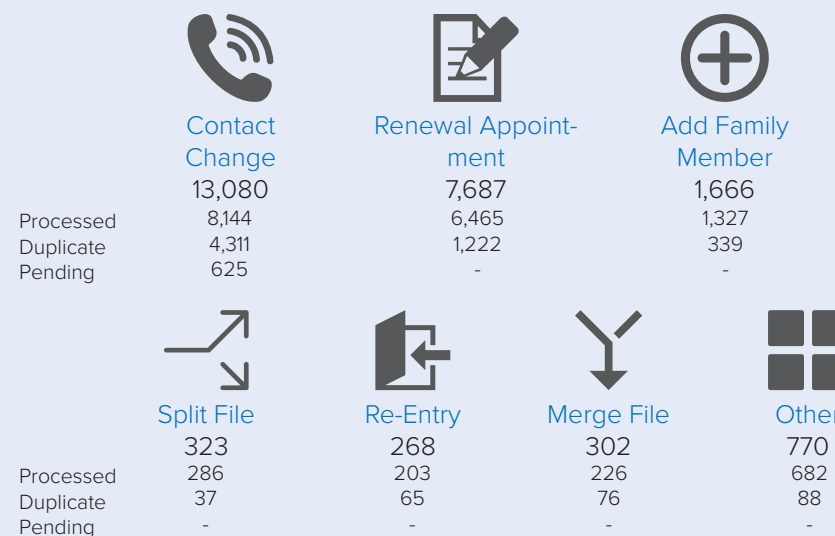 Contact Change
Renewal Appoint-
ment
Add Family
Member
13,080 7,687 1,666
Processed 8,144 6,465 1,327
Duplicate 4,311 1,222 339
Pending 625 - -
Split File Re-Entry Merge File Other
323 268 302 770
Processed 286 203 226 682
Duplicate 37 65 76 88
Pending - - - -